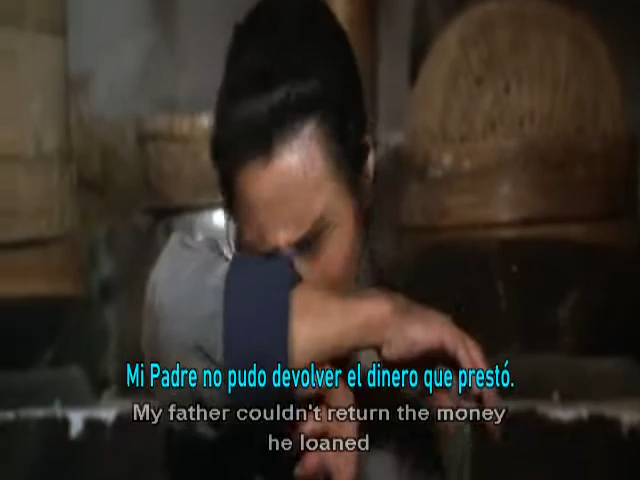 Mi Padre no pudo devolver el dinero que prestó.
My father couldn't return the money
he loaned